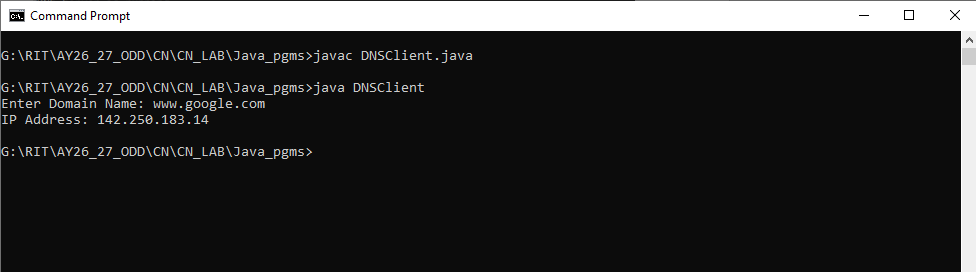 Command Prompt
G:\RIT\AY26_27_ODD\CN\CN_LAB\Java_pgms>javac DNSClient.java
G:\RIT\AY26_27_ODD\CN\CN_LAB\Java_pgms>java DNSClient
Enter Domain Name: www.google.com
IP Address: 142.250.183.14
G:\RIT\AY26_27_ODD\CN\CN_LAB\Java_pgms>